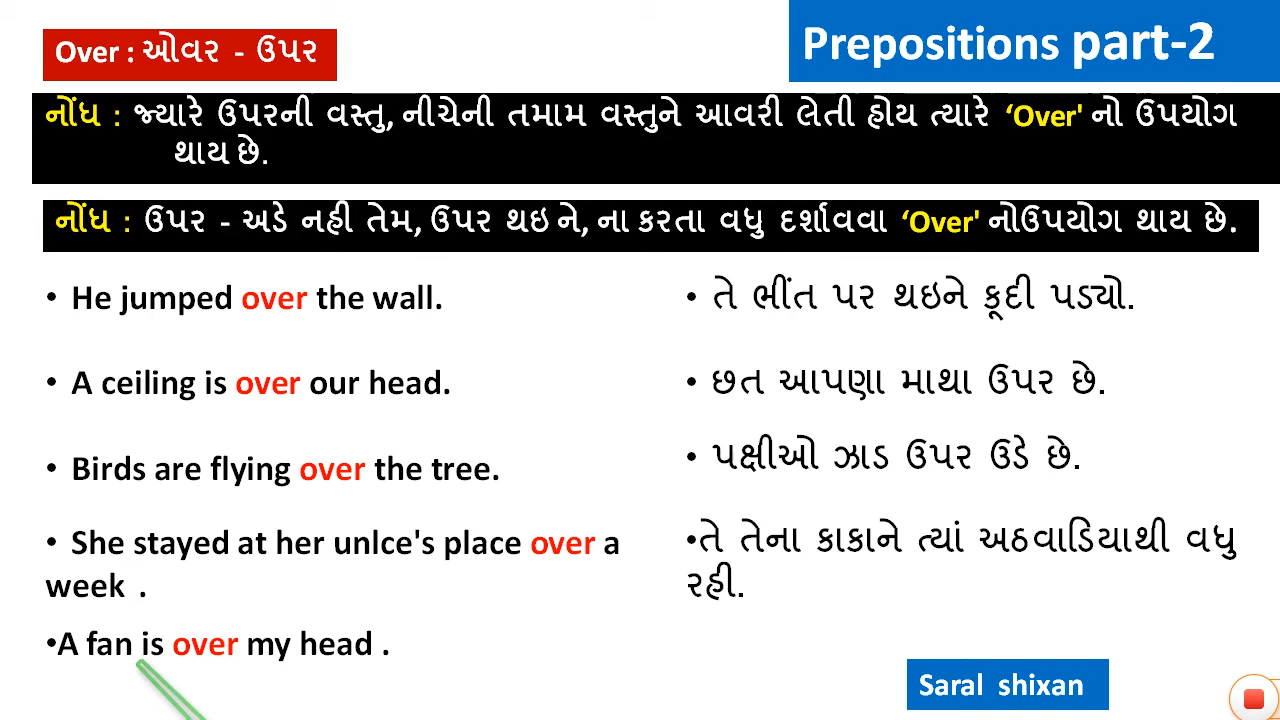 Over : ઓવર - ઉપર
Prepositions part-2
નોંધ : જ્યારે ઉપરની વસ્તુ, નીચેની તમામ વસ્તુને આવરી લેતી હોય ત્યારે ‘Over' નો ઉપયોગ
થાય છે.
નોંધ : ઉપર - અડે નહી તેમ, ઉપર થઇ ને, ના કરતા વધુ દર્શાવવા ‘Over' નોઉપયોગ થાય છે.
• He jumped over the wall.
• તે ભીંત પર થઇને કૂદી પડ્યો.
• A ceiling is over our head.
• છત આપણા માથા ઉપર છે.
• Birds are flying over the tree.
• પક્ષીઓ ઝાડ ઉપર ઉડે છે.
• She stayed at her unlce's place over a
week .
•તે તેના કાકાને ત્યાં અઠવાડિયાથી વધુ
રહી.
•A fan is over my head .
Saral shixan